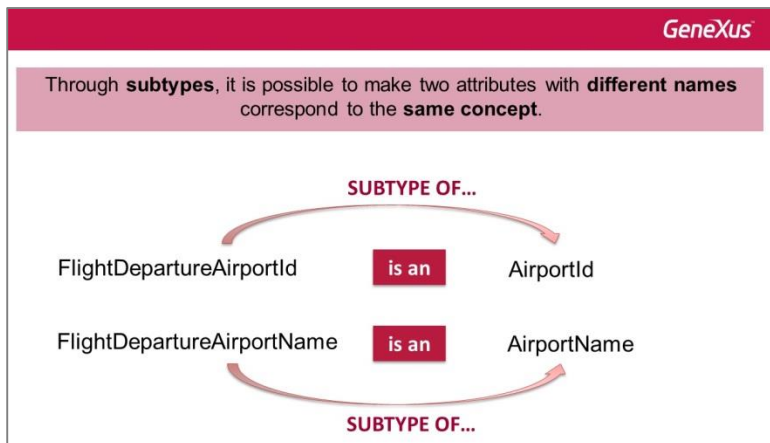 GeneXus
Through subtypes, it is possible to make two attributes with different names
correspond to the same concept.
SUBTYPE OF...
FlightDepartureAirportId is an AirportId
FlightDepartureAirportName is an AirportName
SUBTYPE OF...